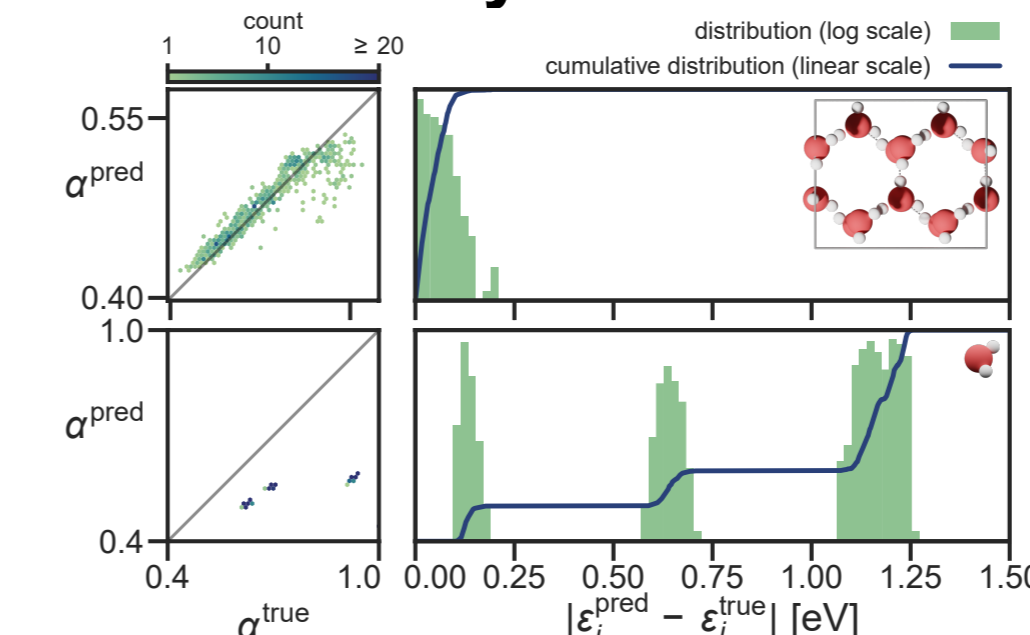 count
1 10 ≥ 20
distribution (log scale)
cumulative distribution (linear scale)
0.55
α^pred
0.40
1.0
α^pred
0.4
0.4 1.0
0.00 0.25 0.50 0.75 1.00 1.25 1.50
α^true
|ε_i^pred − ε_i^true| [eV]